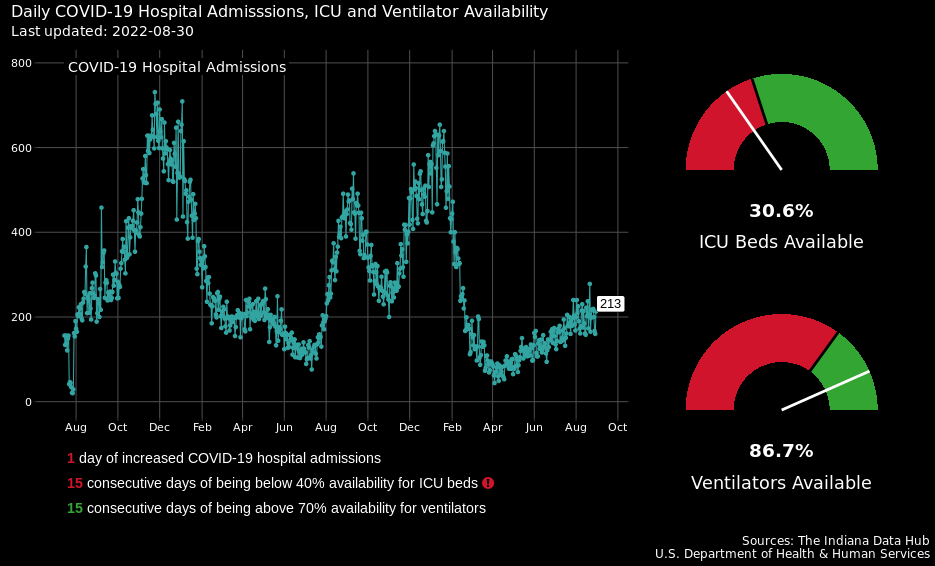 Daily COVID-19 Hospital Admisssions, ICU and Ventilator Availability
Last updated: 2022-08-30
COVID-19 Hospital Admissions
800
600
400
200
0
213
Aug Oct Dec Feb Apr Jun Aug Oct Dec Feb Apr Jun Aug Oct
30.6%
ICU Beds Available
86.7%
Ventilators Available
1 day of increased COVID-19 hospital admissions
15 consecutive days of being below 40% availability for ICU beds !
15 consecutive days of being above 70% availability for ventilators
Sources: The Indiana Data Hub
U.S. Department of Health & Human Services